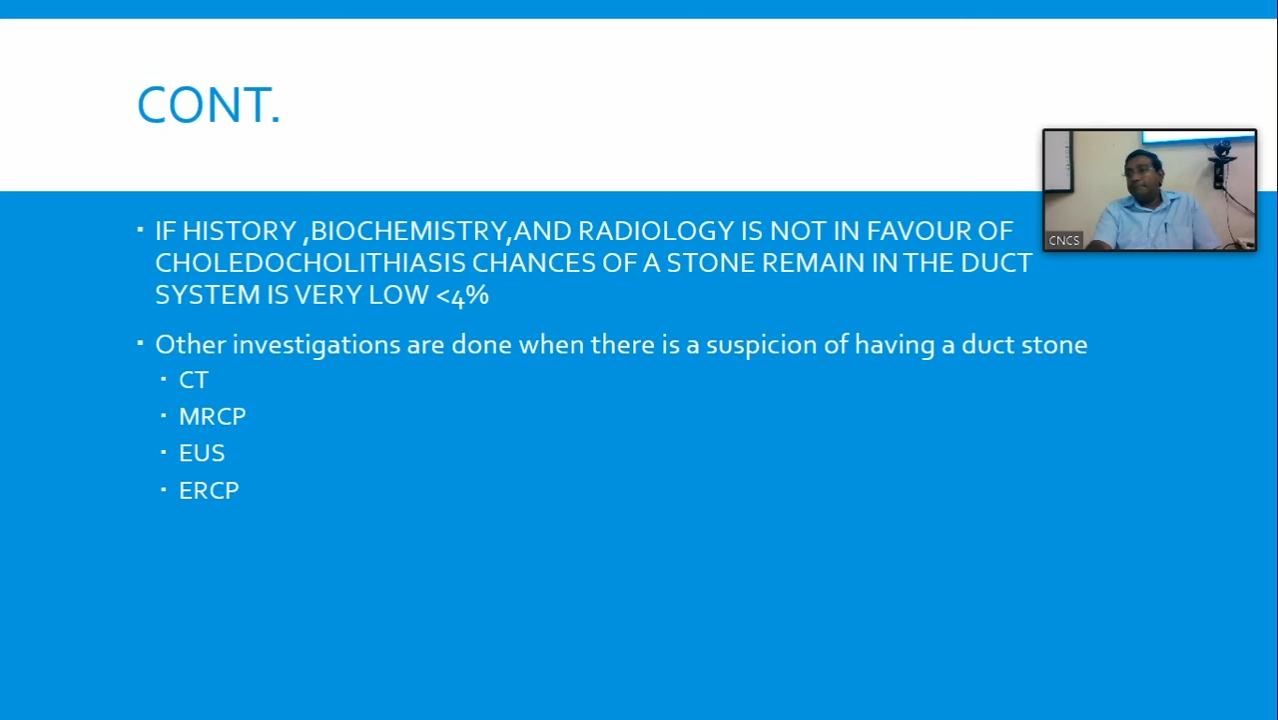 CONT.
▪ IF HISTORY ,BIOCHEMISTRY,AND RADIOLOGY IS NOT IN FAVOUR OF
CHOLEDOCHOLITHIASIS CHANCES OF A STONE REMAIN IN THE DUCT
SYSTEM IS VERY LOW <4%
▪ Other investigations are done when there is a suspicion of having a duct stone
▪ CT
▪ MRCP
▪ EUS
▪ ERCP
CNCS